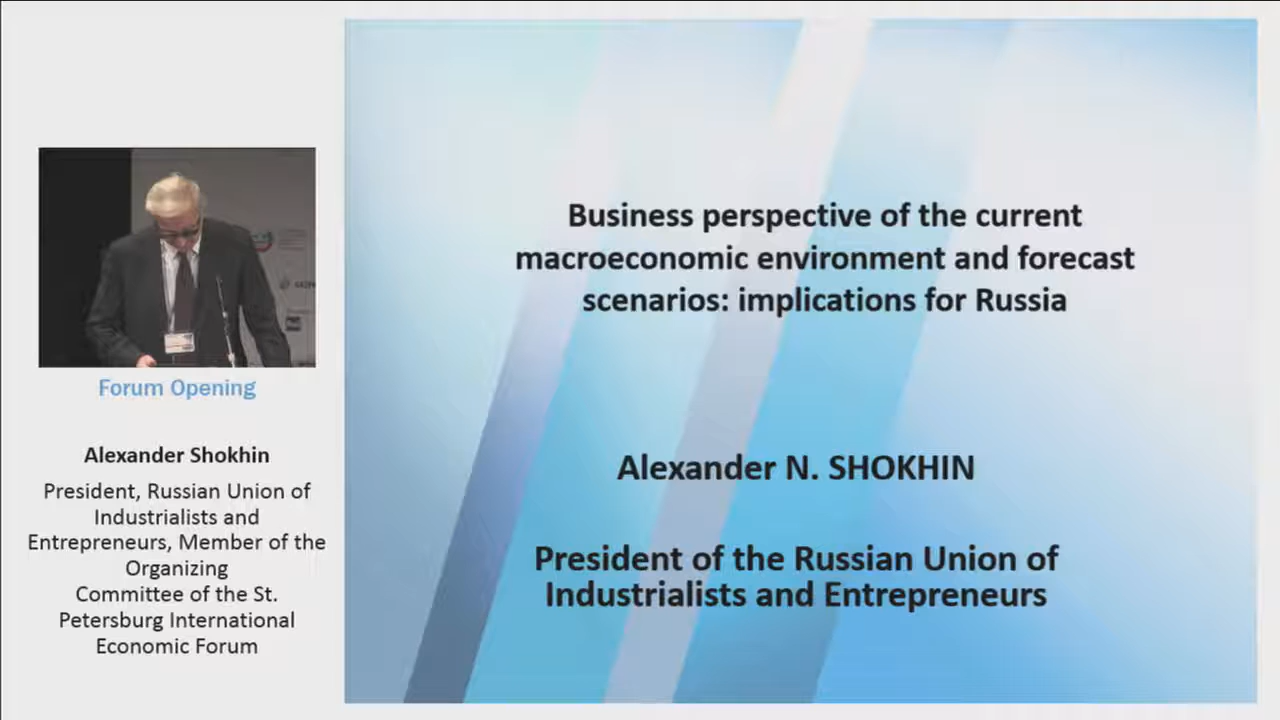 Forum Opening
Alexander Shokhin
President, Russian Union of
Industrialists and
Entrepreneurs, Member of the
Organizing
Committee of the St.
Petersburg International
Economic Forum
Business perspective of the current
macroeconomic environment and forecast
scenarios: implications for Russia
Alexander N. SHOKHIN
President of the Russian Union of
Industrialists and Entrepreneurs